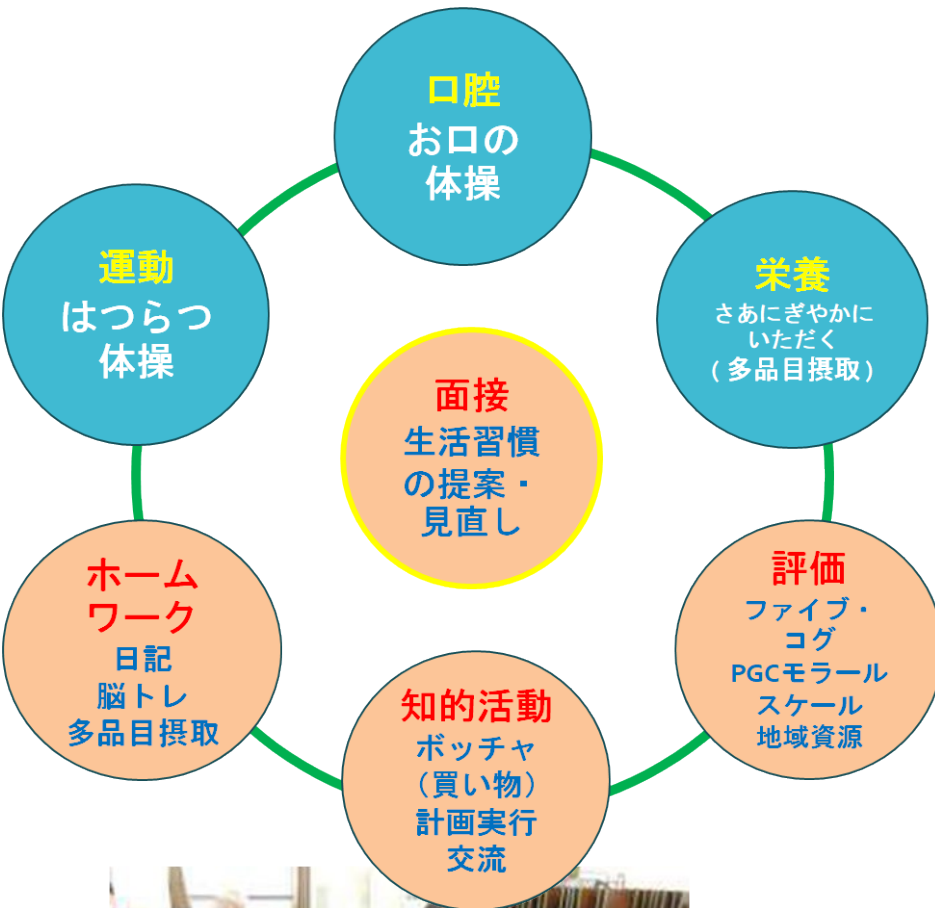 口腔
お口の
体操
運動
はつらつ
体操
栄養
さあにぎやかに
いただく
(多品目摂取)
面接
生活習慣
の提案・
見直し
ホーム
ワーク
日記
脳トレ
多品目摂取
評価
ファイブ・
コグ
PGCモラール
スケール
地域資源
知的活動
ボッチャ
（買い物）
計画実行
交流